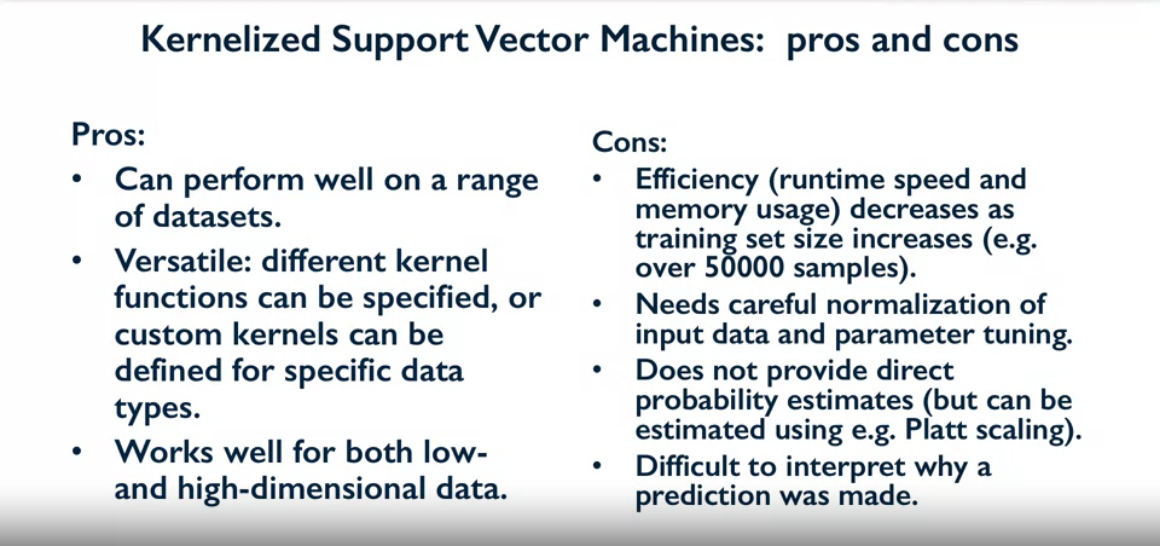 Kernelized Support Vector Machines: pros and cons
Pros:
• Can perform well on a range
of datasets.
• Versatile: different kernel
functions can be specified, or
custom kernels can be
defined for specific data
types.
• Works well for both low-
and high-dimensional data.
Cons:
• Efficiency (runtime speed and
memory usage) decreases as
training set size increases (e.g.
over 50000 samples).
• Needs careful normalization of
input data and parameter tuning.
• Does not provide direct
probability estimates (but can be
estimated using e.g. Platt scaling).
• Difficult to interpret why a
prediction was made.